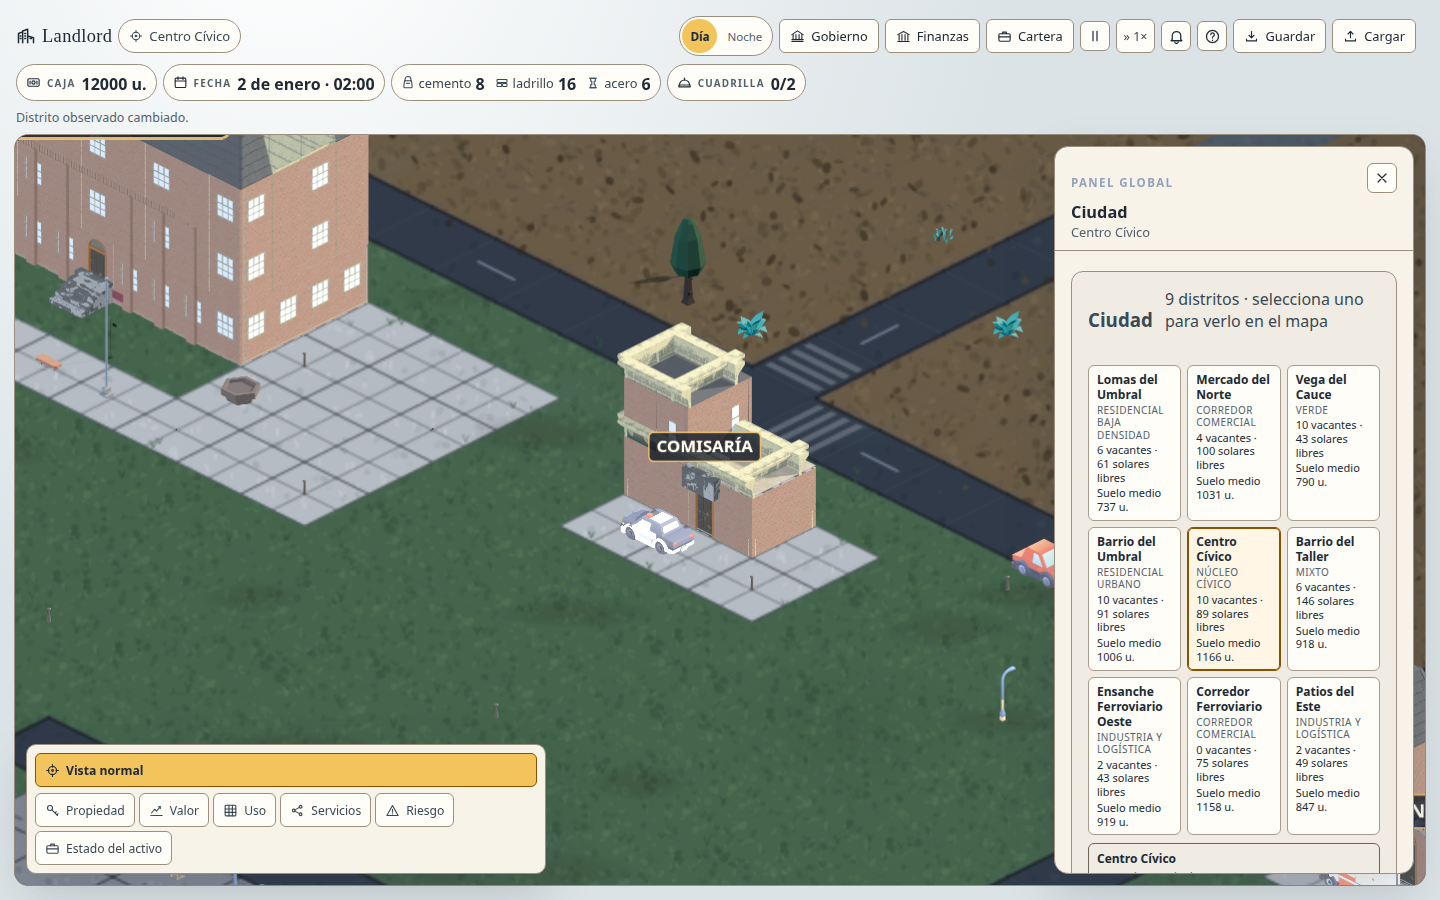 Landlord
Centro Cívico
Día
Noche
Gobierno
Finanzas
Cartera
» 1×
Guardar
Cargar
CAJA 12000 u.
FECHA 2 de enero · 02:00
cemento 8 ladrillo 16 acero 6
CUADRILLA 0/2
Distrito observado cambiado.
COMISARÍA
PANEL GLOBAL
Ciudad
Centro Cívico
Ciudad
9 distritos · selecciona uno
para verlo en el mapa
Lomas del
Umbral
RESIDENCIAL
BAJA
DENSIDAD
6 vacantes ·
61 solares
libres
Suelo medio
737 u.
Mercado del
Norte
CORREDOR
COMERCIAL
4 vacantes ·
100 solares
libres
Suelo medio
1031 u.
Vega del
Cauce
VERDE
10 vacantes ·
43 solares
libres
Suelo medio
790 u.
Barrio del
Umbral
RESIDENCIAL
URBANO
10 vacantes ·
91 solares
libres
Suelo medio
1006 u.
Centro
Cívico
NÚCLEO
CÍVICO
10 vacantes ·
89 solares
libres
Suelo medio
1166 u.
Barrio del
Taller
MIXTO
6 vacantes ·
146 solares
libres
Suelo medio
918 u.
Ensanche
Ferroviario
Oeste
INDUSTRIA Y
LOGÍSTICA
2 vacantes ·
43 solares
libres
Suelo medio
919 u.
Corredor
Ferroviario
CORREDOR
COMERCIAL
0 vacantes ·
75 solares
libres
Suelo medio
1158 u.
Patios del
Este
INDUSTRIA Y
LOGÍSTICA
2 vacantes ·
49 solares
libres
Suelo medio
847 u.
Centro Cívico
Vista normal
Propiedad
Valor
Uso
Servicios
Riesgo
Estado del activo